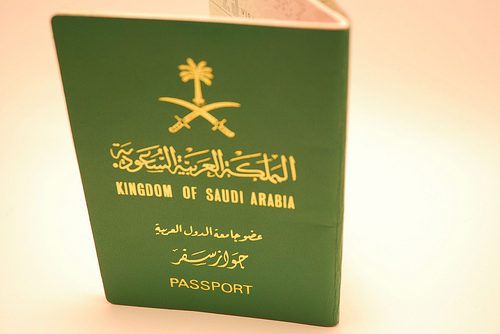 المملكة العربية السعودية
KINGDOM OF SAUDI ARABIA
عضو جامعة الدول العربية
جواز سفر
PASSPORT